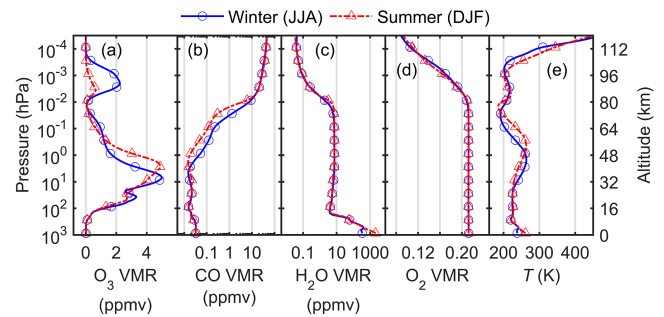 Winter (JJA) Summer (DJF)
(a) (b) (c) (d) (e)
Pressure (hPa)
10⁻⁴
10⁻³
10⁻²
10⁻¹
10⁰
10¹
10²
10³
112
96
80
64
48
32
16
0
Altitude (km)
0 2 4
0.1 1 10
0.1 10 1000
0.12 0.20
200 300 400
O₃ VMR
(ppmv)
CO VMR
(ppmv)
H₂O VMR
(ppmv)
O₂ VMR
T (K)